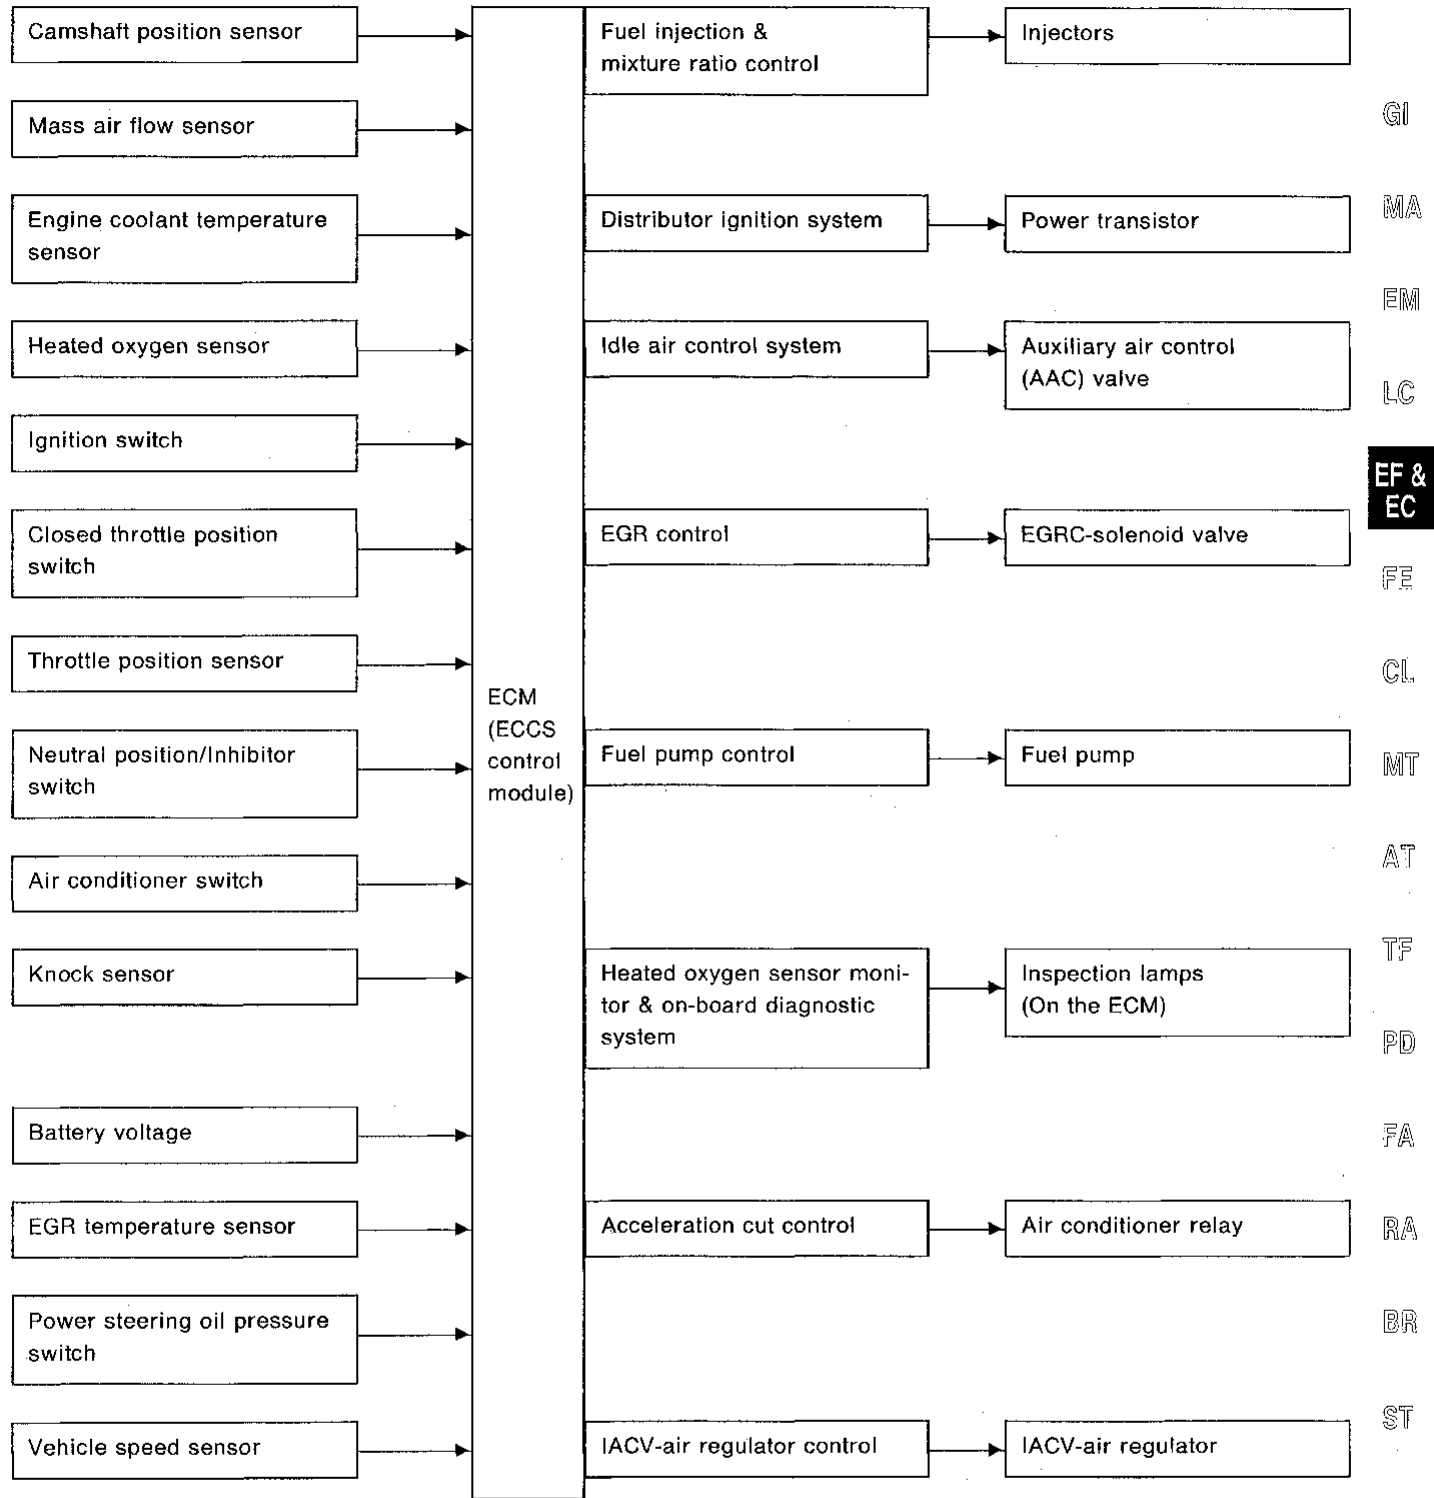 Camshaft position sensor
Mass air flow sensor
Engine coolant temperature
sensor
Heated oxygen sensor
Ignition switch
Closed throttle position
switch
Throttle position sensor
Neutral position/Inhibitor
switch
Air conditioner switch
Knock sensor
Battery voltage
EGR temperature sensor
Power steering oil pressure
switch
Vehicle speed sensor
ECM
(ECCS
control
module)
Fuel injection &
mixture ratio control
Distributor ignition system
Idle air control system
EGR control
Fuel pump control
Heated oxygen sensor moni-
tor & on-board diagnostic
system
Acceleration cut control
IACV-air regulator control
Injectors
Power transistor
Auxiliary air control
(AAC) valve
EGRC-solenoid valve
Fuel pump
Inspection lamps
(On the ECM)
Air conditioner relay
IACV-air regulator
GI
MA
EM
LC
EF &
EC
FE
CL
MT
AT
TF
PD
FA
RA
BR
ST